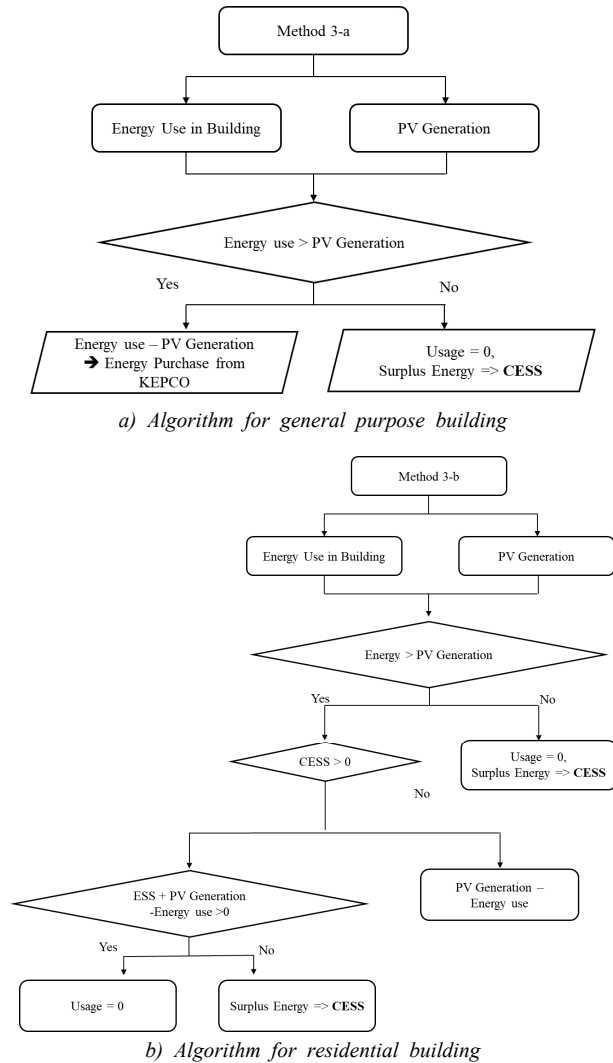 Method 3-a
Energy Use in Building
PV Generation
Energy use > PV Generation
Yes
No
Energy use – PV Generation
➔ Energy Purchase from
KEPCO
Usage = 0,
Surplus Energy => CESS
a) Algorithm for general purpose building
Method 3-b
Energy Use in Building
PV Generation
Energy > PV Generation
Yes
No
CESS > 0
Usage = 0,
Surplus Energy => CESS
No
ESS + PV Generation
-Energy use >0
PV Generation –
Energy use
Yes
No
Usage = 0
Surplus Energy => CESS
b) Algorithm for residential building